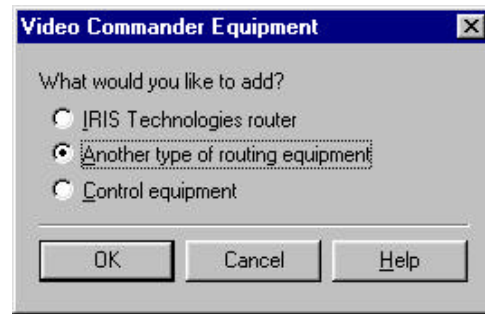 Video Commander Equipment
What would you like to add?
IRIS Technologies router
Another type of routing equipment
Control equipment
OK Cancel Help